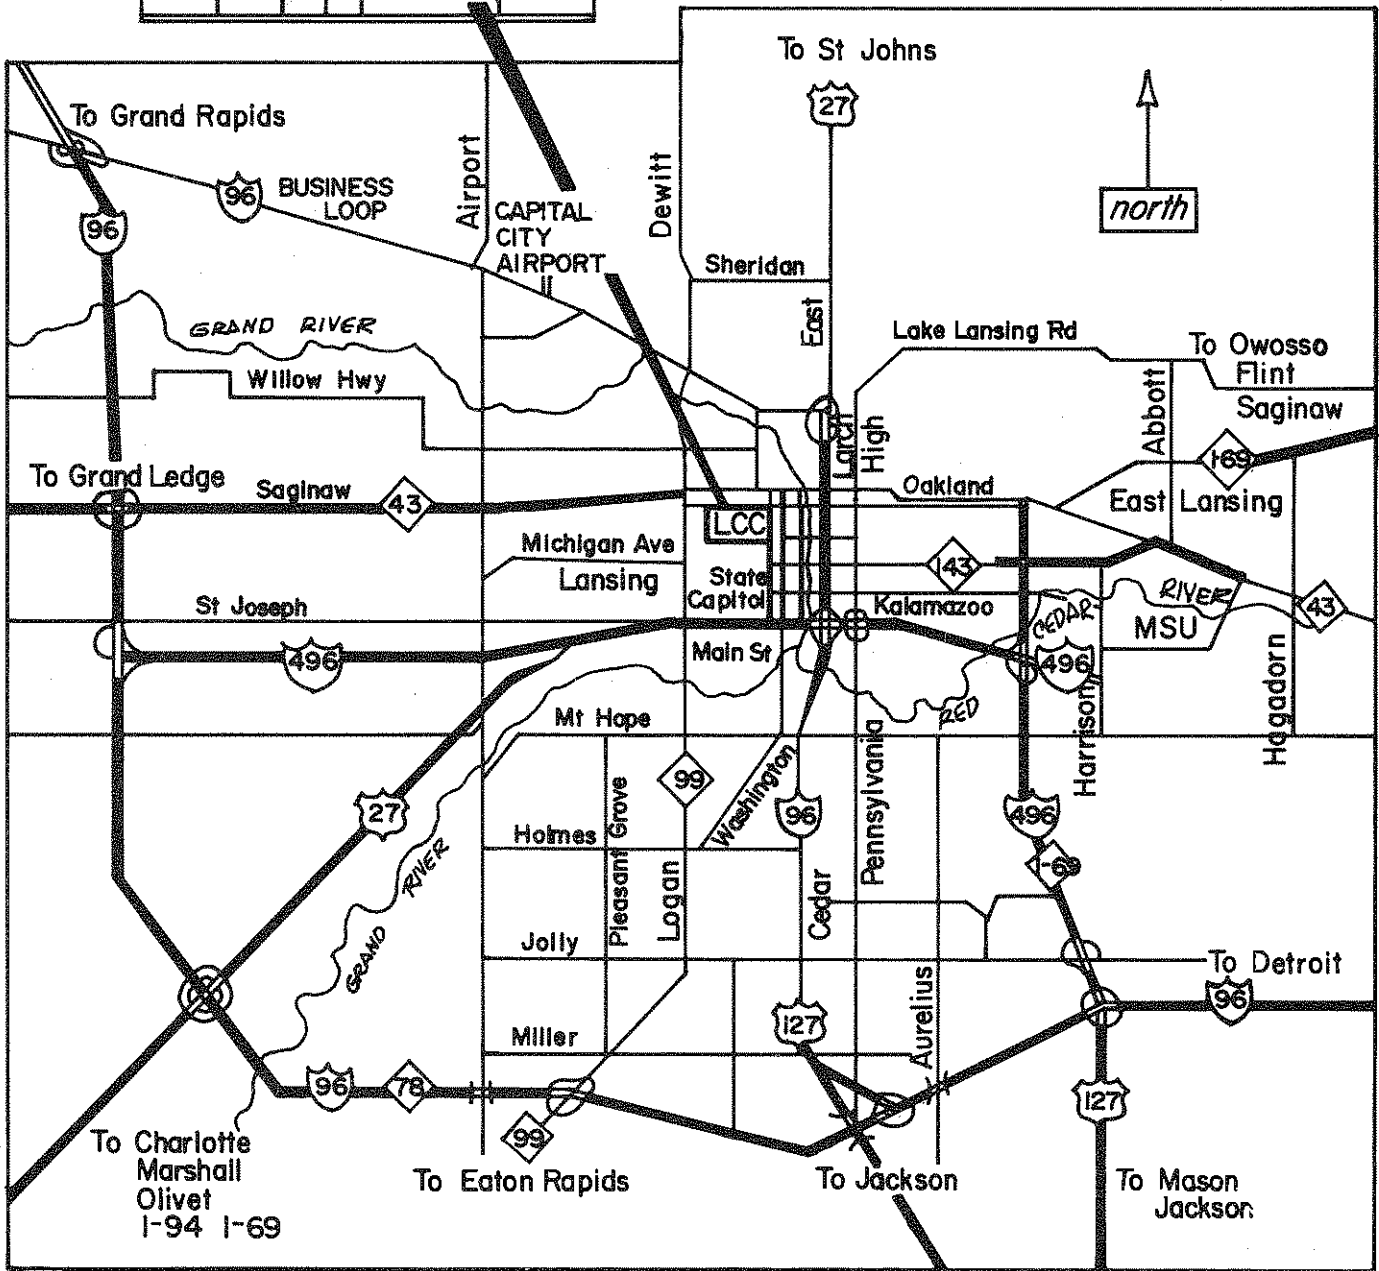 To St Johns
27
To Grand Rapids
96
BUSINESS
LOOP
96
Airport
CAPITAL
CITY
AIRPORT
Dewitt
north
Sheridan
East
GRAND RIVER
Lake Lansing Rd
To Owosso
Flint
Willow Hwy
Abbott
Saginaw
Larch
High
To Grand Ledge
Saginaw
43
Oakland
1-69
East Lansing
LCC
Michigan Ave
Lansing
State
Capitol
143
St Joseph
Kalamazoo
CEDAR
RIVER
43
MSU
496
Main St
496
RED
Mt Hope
Harrison
Hagadorn
27
99
Washington
96
Pennsylvania
496
Holmes
Pleasant Grove
Logan
Cedar
I-69
GRAND RIVER
Jolly
To Detroit
96
Aurelius
Miller
127
96
78
127
99
To Charlotte
Marshall
Olivet
I-94 I-69
To Eaton Rapids
To Jackson
To Mason
Jackson